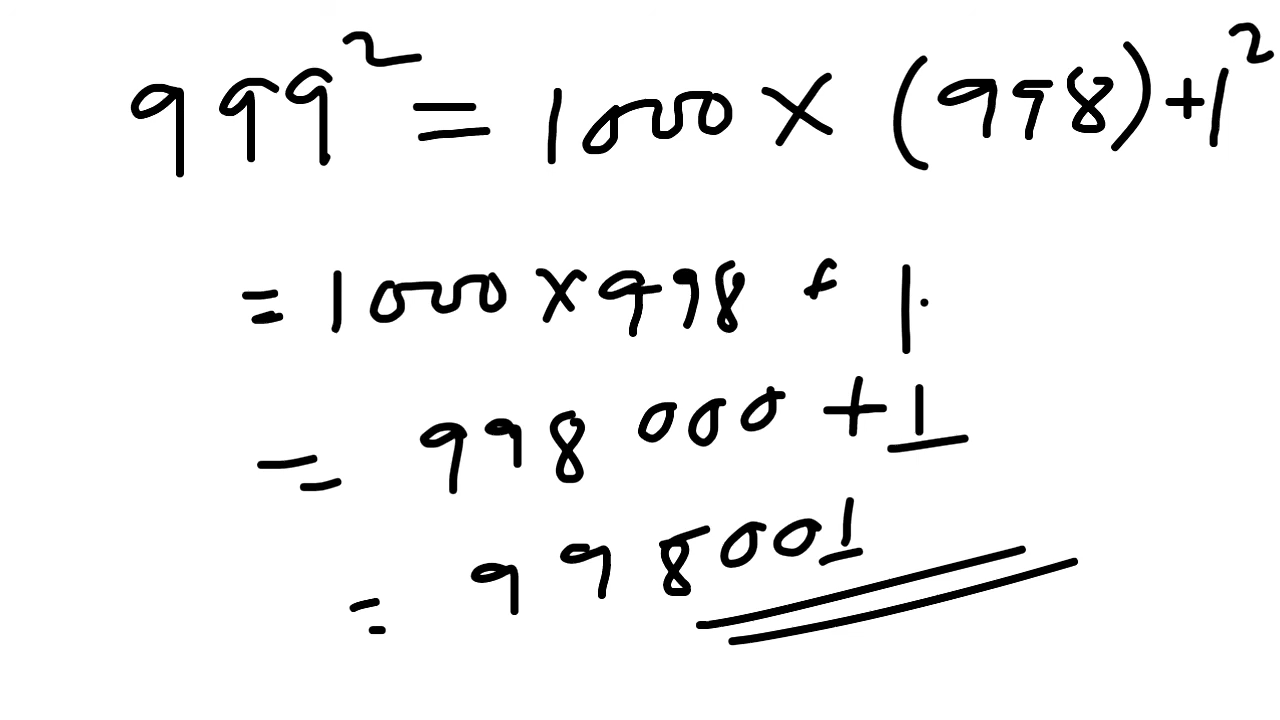 999² = 1000 × (998) + 1²
= 1000 × 998 + 1.
= 998 000 + 1
= 998001